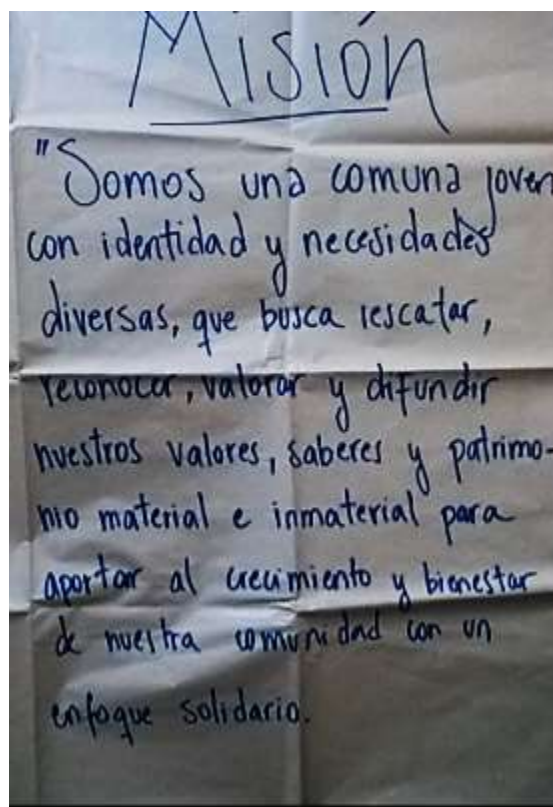 Misión
"Somos una comuna joven
con identidad y necesidades
diversas, que busca rescatar,
reconocer, valorar y difundir
nuestros valores, saberes y patrimo-
nio material e inmaterial para
aportar al crecimiento y bienestar
de nuestra comunidad con un
enfoque solidario.